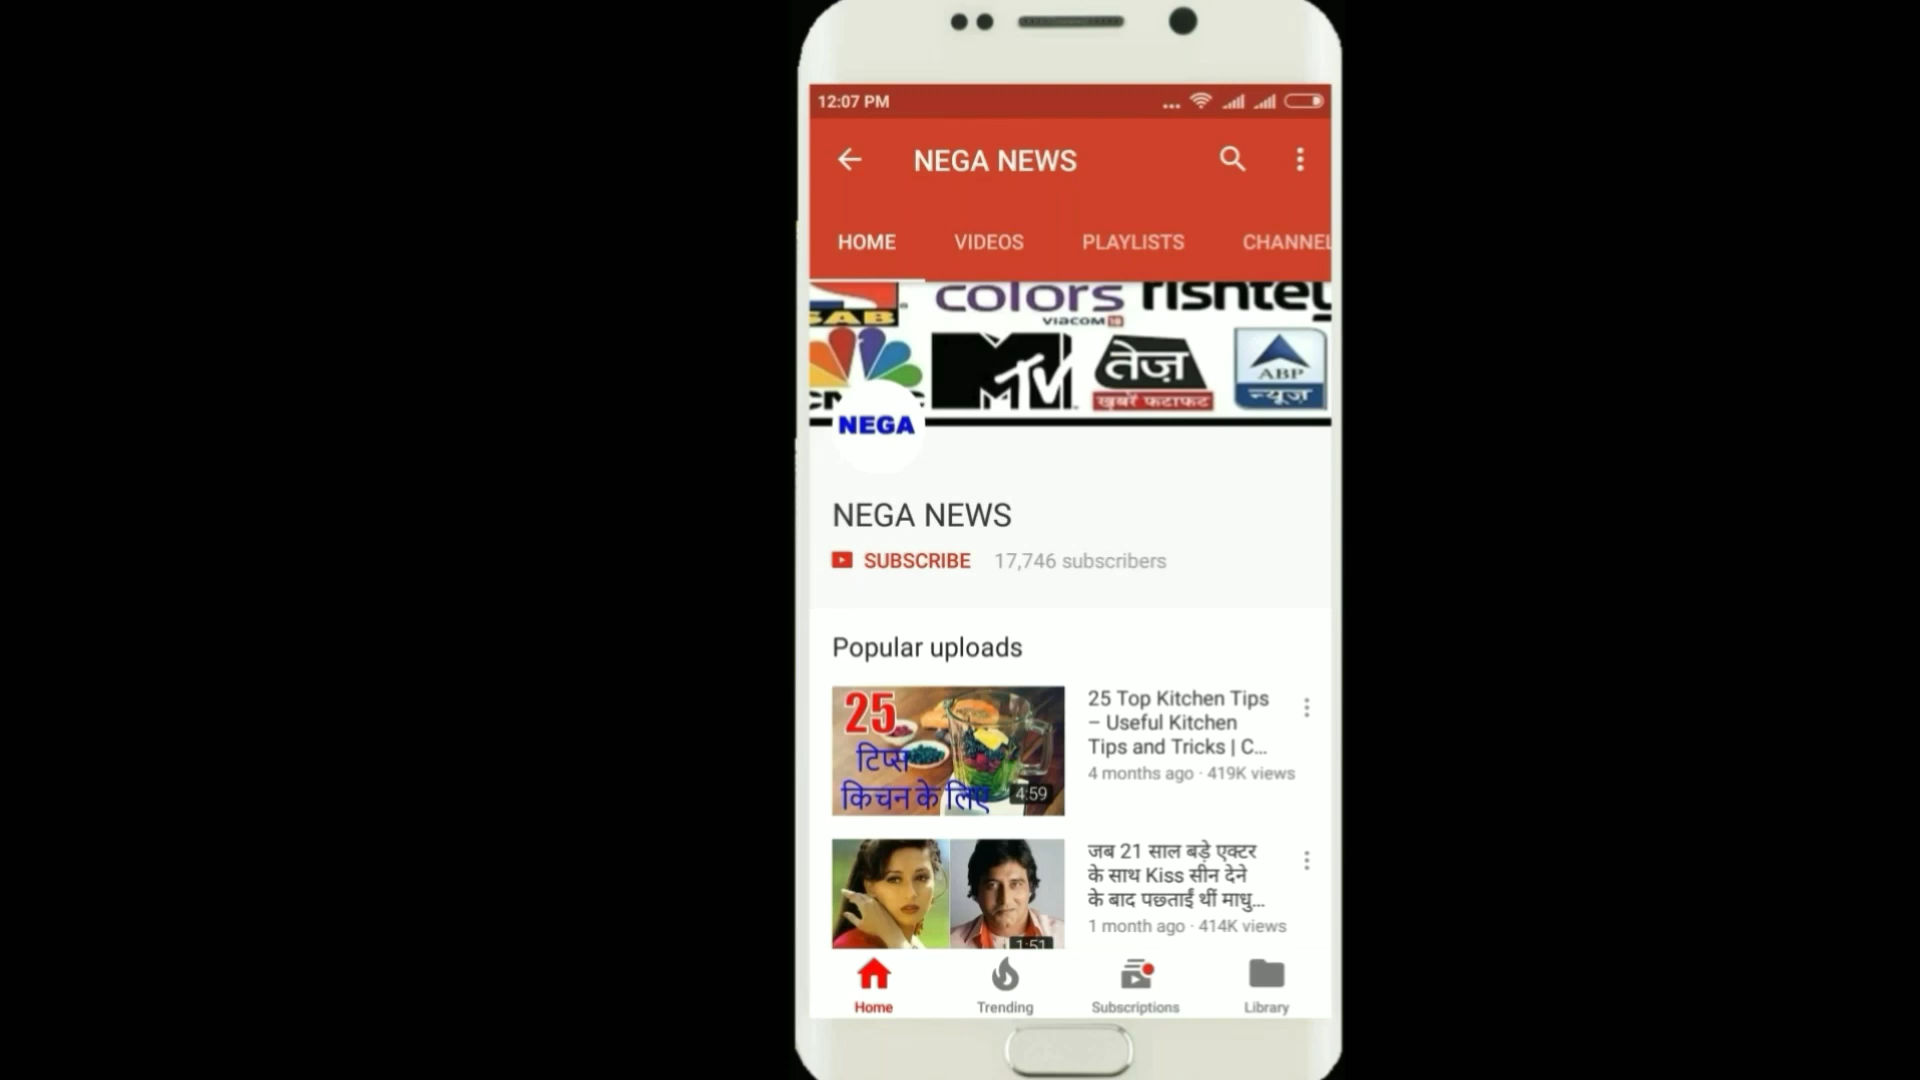 12:07 PM
NEGA NEWS
HOME VIDEOS PLAYLISTS CHANNEL
SAB colors rishtey
VIACOM 18
MTV तेज़ ABP
ख़बरें फटाफट न्यूज़
NEGA
NEGA NEWS
SUBSCRIBE 17,746 subscribers
Popular uploads
25
टिप्स
किचन के लिए
4:59
25 Top Kitchen Tips
– Useful Kitchen
Tips and Tricks | C...
4 months ago · 419K views
जब 21 साल बड़े एक्टर
के साथ Kiss सीन देने
के बाद पछताईं थीं माधु...
1 month ago · 414K views
1:51
Home Trending Subscriptions Library